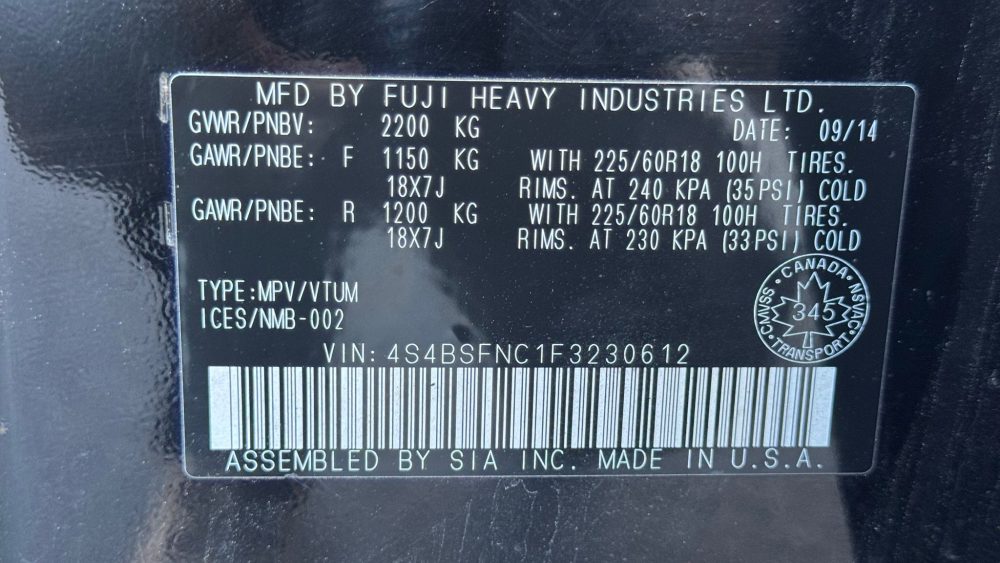 MFD BY FUJI HEAVY INDUSTRIES LTD.
GVWR/PNBV: 2200 KG DATE: 09/14
GAWR/PNBE: F 1150 KG WITH 225/60R18 100H TIRES.
18X7J RIMS. AT 240 KPA (35PSI) COLD
GAWR/PNBE: R 1200 KG WITH 225/60R18 100H TIRES.
18X7J RIMS. AT 230 KPA (33PSI) COLD
TYPE:MPV/VTUM
ICES/NMB-002
CANADA
CMVSS 345 NSVAC
TRANSPORT
VIN: 4S4BSFNC1F3230612
ASSEMBLED BY SIA INC. MADE IN U.S.A.